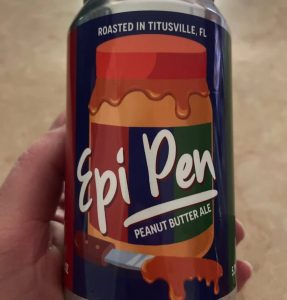 ROASTED IN TITUSVILLE, FL
Epi Pen
PEANUT BUTTER ALE